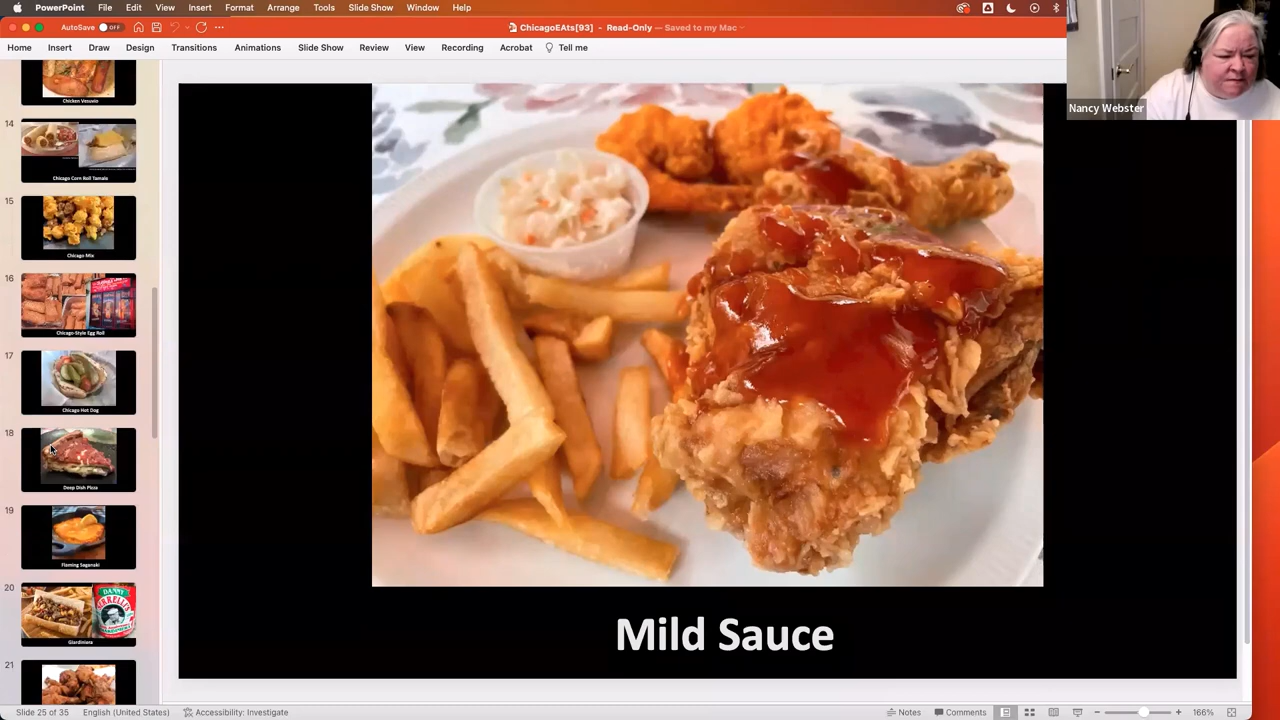 PowerPoint File Edit View Insert Format Arrange Tools Slide Show Window Help
AutoSave OFF ChicagoEAts[93] - Read-Only — Saved to my Mac
Home Insert Draw Design Transitions Animations Slide Show Review View Recording Acrobat Tell me
Nancy Webster
Chicken Vesuvio
14
Chicago Corn Roll Tamale
15
Chicago Mix
16
Chicago-Style Egg Roll
17
Chicago Hot Dog
18
Deep Dish Pizza
19
Flaming Saganaki
20
Giardiniera
21
Mild Sauce
Slide 25 of 35 English (United States) Accessibility: Investigate Notes Comments 166%